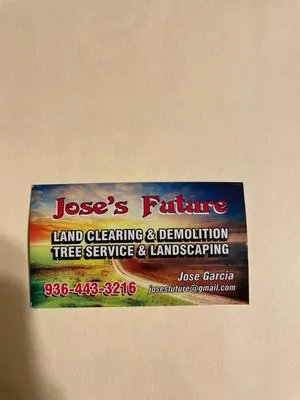 Jose's Future
LAND CLEARING & DEMOLITION
TREE SERVICE & LANDSCAPING
Jose Garcia
936-443-3216
josesfuture@gmail.com